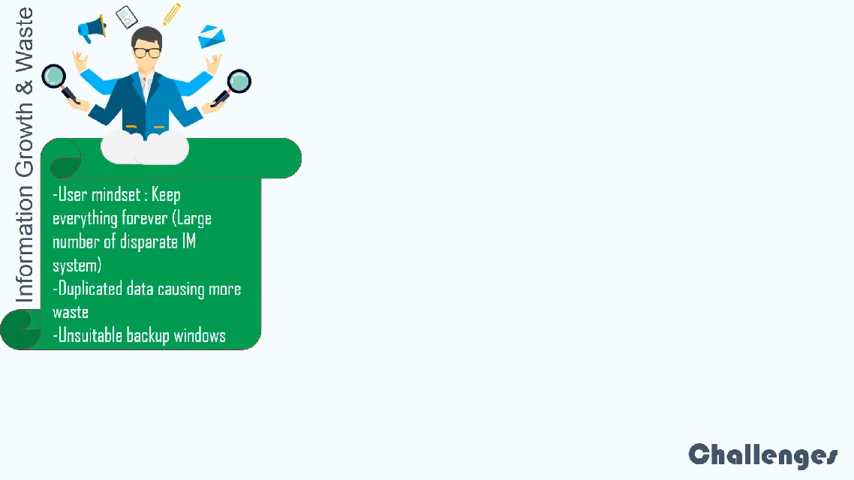 Information Growth & Waste
-User mindset : Keep
everything forever (Large
number of disparate IM
system)
-Duplicated data causing more
waste
-Unsuitable backup windows
Challenges